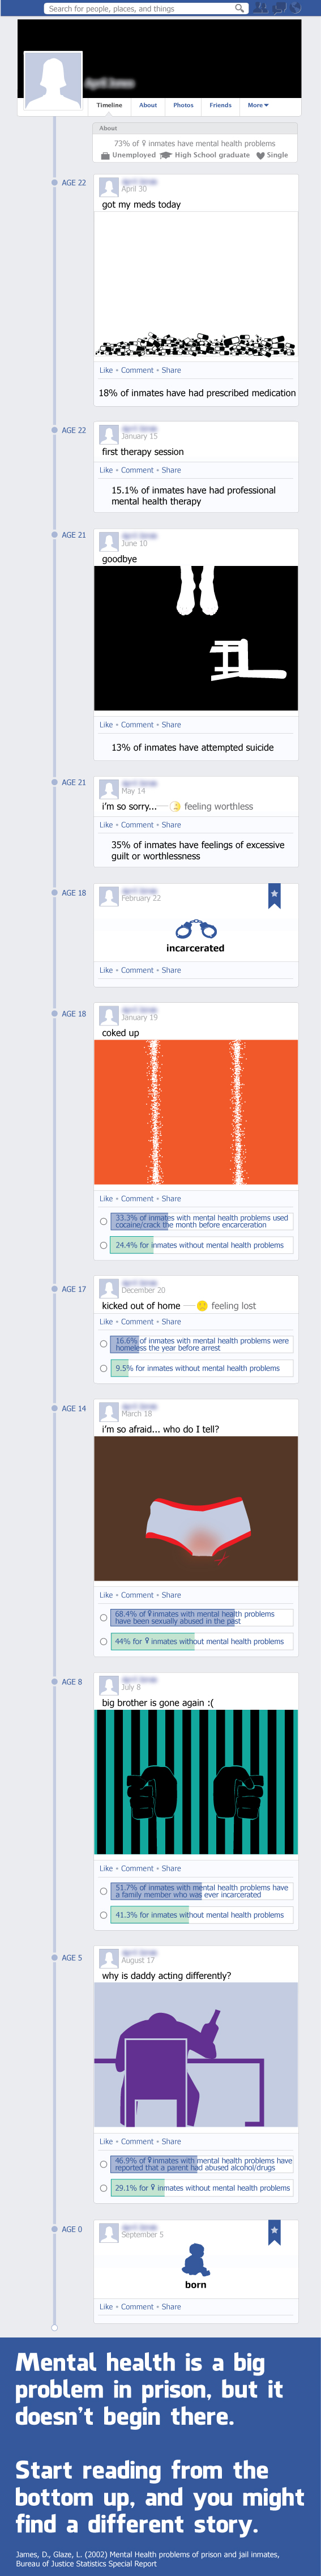 Search for people, places, and things
Timeline
About
Photos
Friends
More
About
73% of ♀ inmates have mental health problems
Unemployed
High School graduate
Single
AGE 22
April 30
got my meds today
Like • Comment • Share
18% of inmates have had prescribed medication
AGE 22
January 15
first therapy session
Like • Comment • Share
15.1% of inmates have had professional
mental health therapy
AGE 21
June 10
goodbye
Like • Comment • Share
13% of inmates have attempted suicide
AGE 21
May 14
i'm so sorry... — feeling worthless
Like • Comment • Share
35% of inmates have feelings of excessive
guilt or worthlessness
AGE 18
February 22
incarcerated
Like • Comment • Share
AGE 18
January 19
coked up
Like • Comment • Share
33.3% of inmates with mental health problems used
cocaine/crack the month before encarceration
24.4% for inmates without mental health problems
AGE 17
December 20
kicked out of home — feeling lost
Like • Comment • Share
16.6% of inmates with mental health problems were
homeless the year before arrest
9.5% for inmates without mental health problems
AGE 14
March 18
i'm so afraid... who do I tell?
Like • Comment • Share
68.4% of ♀ inmates with mental health problems
have been sexually abused in the past
44% for ♀ inmates without mental health problems
AGE 8
July 8
big brother is gone again :(
Like • Comment • Share
51.7% of inmates with mental health problems have
a family member who was ever incarcerated
41.3% for inmates without mental health problems
AGE 5
August 17
why is daddy acting differently?
Like • Comment • Share
46.9% of ♀ inmates with mental health problems have
reported that a parent had abused alcohol/drugs
29.1% for ♀ inmates without mental health problems
AGE 0
September 5
born
Like • Comment • Share
Mental health is a big
problem in prison, but it
doesn't begin there.
Start reading from the
bottom up, and you might
find a different story.
James, D., Glaze, L. (2002) Mental Health problems of prison and jail inmates,
Bureau of Justice Statistics Special Report